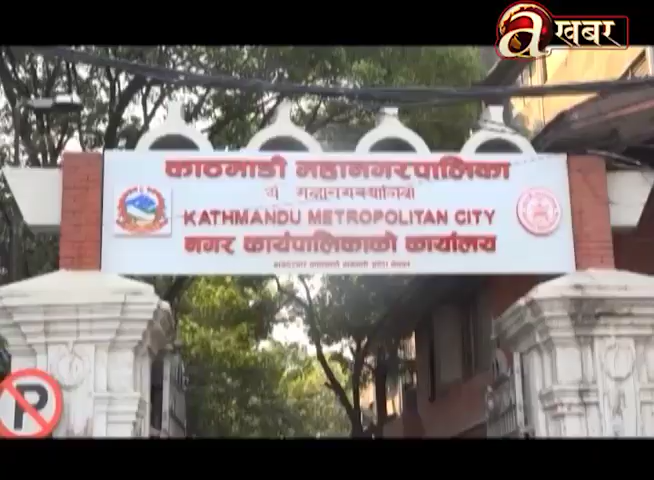 a खबर
काठमाडौं महानगरपालिका
KATHMANDU METROPOLITAN CITY
नगर कार्यपालिकाको कार्यालय
P